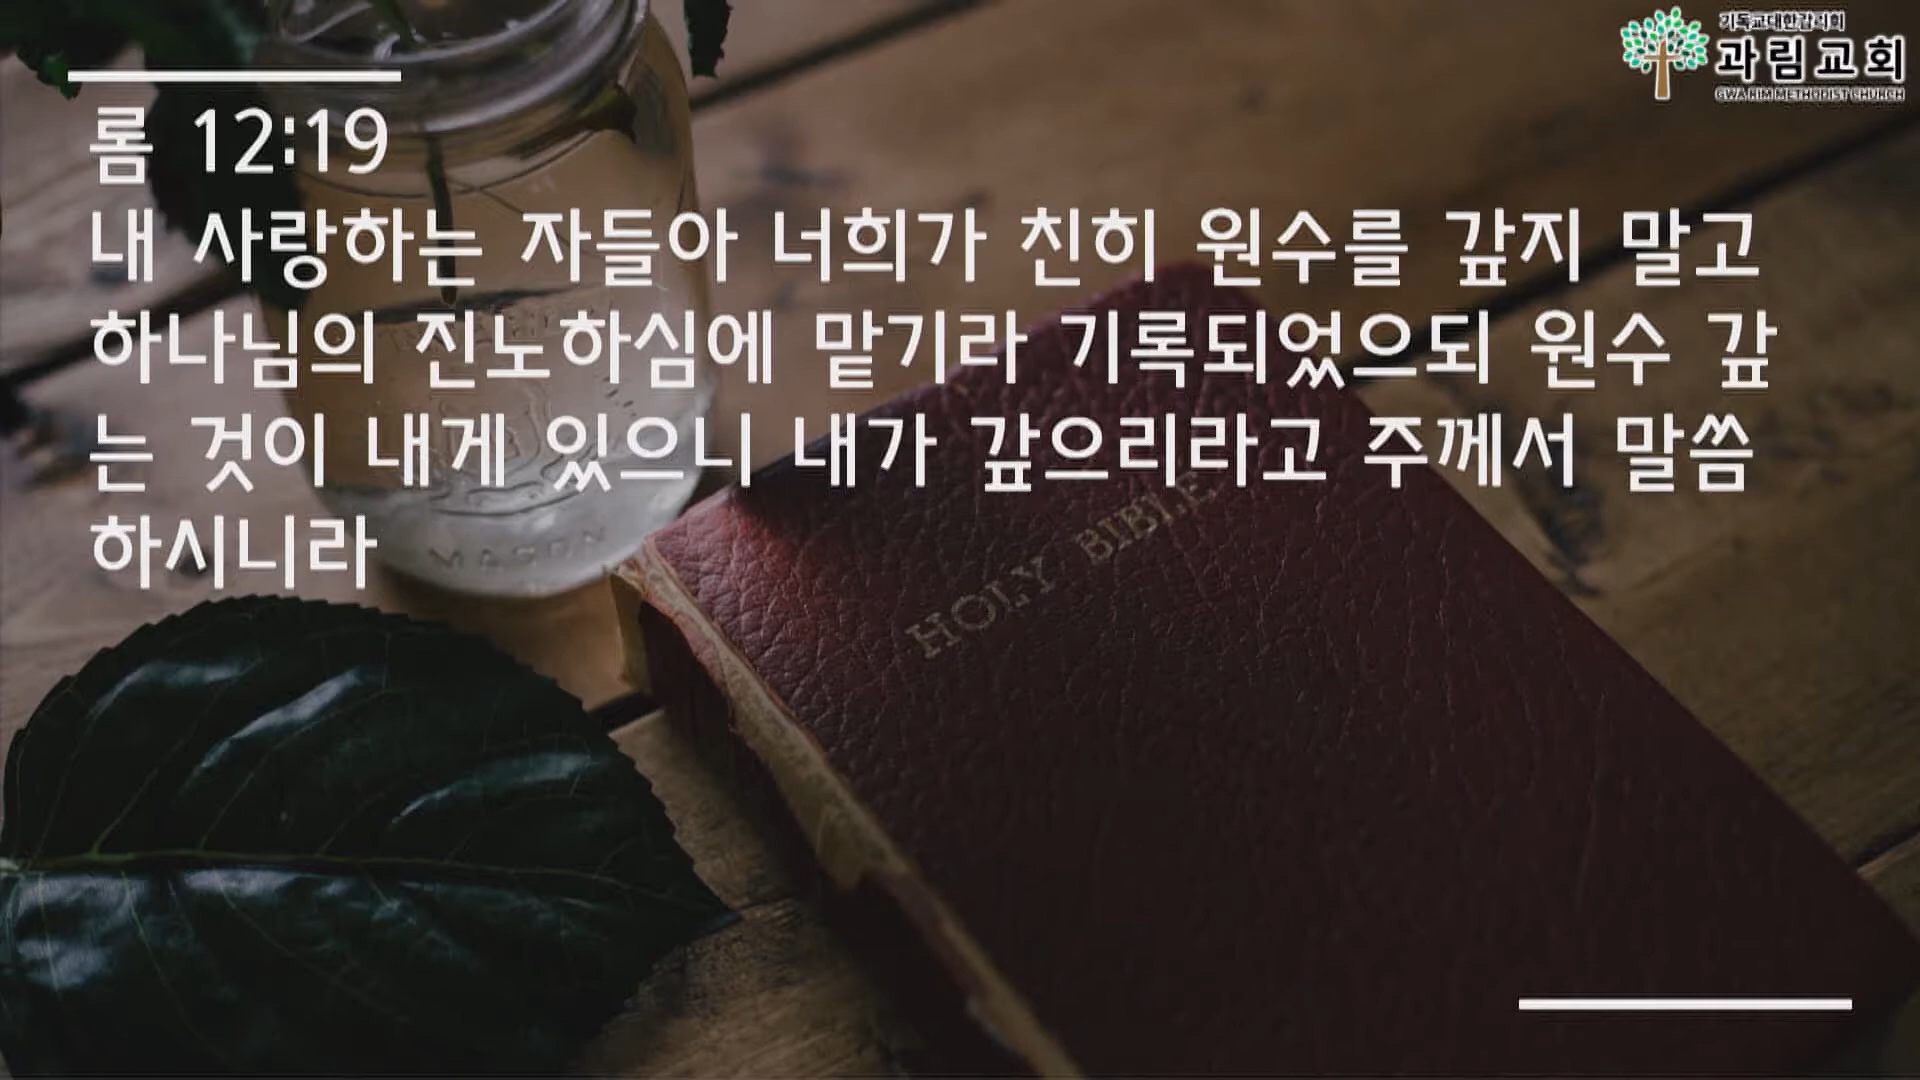 기독교대한감리회
과림교회
GWA RIM METHODIST CHURCH
롬 12:19
내 사랑하는 자들아 너희가 친히 원수를 갚지 말고
하나님의 진노하심에 맡기라 기록되었으되 원수 갚
는 것이 내게 있으니 내가 갚으리라고 주께서 말씀
하시니라
MASON
HOLY BIBLE